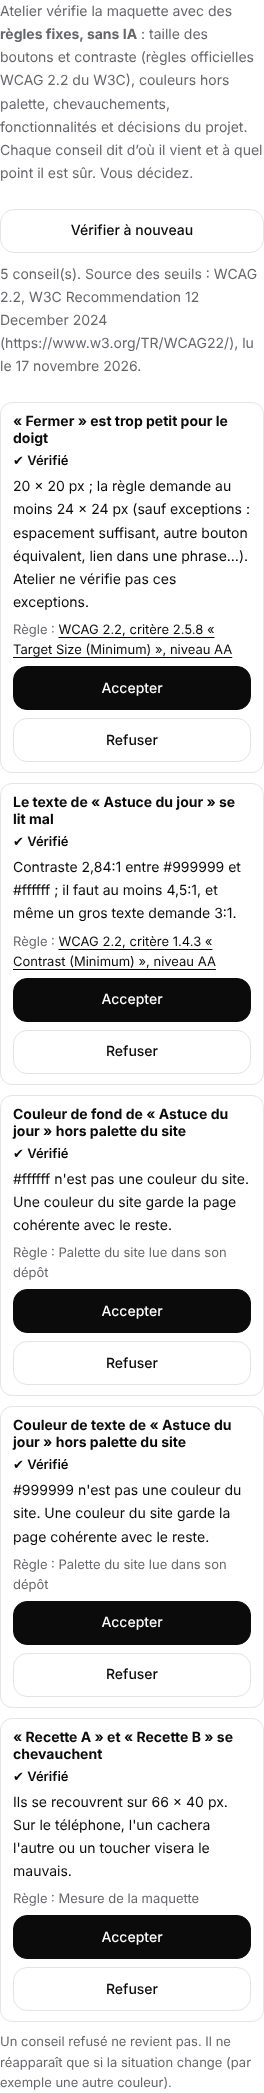 Atelier vérifie la maquette avec des
règles fixes, sans IA : taille des
boutons et contraste (règles officielles
WCAG 2.2 du W3C), couleurs hors
palette, chevauchements,
fonctionnalités et décisions du projet.
Chaque conseil dit d'où il vient et à quel
point il est sûr. Vous décidez.
Vérifier à nouveau
5 conseil(s). Source des seuils : WCAG
2.2, W3C Recommendation 12
December 2024
(https://www.w3.org/TR/WCAG22/), lu
le 17 novembre 2026.
« Fermer » est trop petit pour le
doigt
✔ Vérifié
20 × 20 px ; la règle demande au
moins 24 × 24 px (sauf exceptions :
espacement suffisant, autre bouton
équivalent, lien dans une phrase…).
Atelier ne vérifie pas ces
exceptions.
Règle : WCAG 2.2, critère 2.5.8 «
Target Size (Minimum) », niveau AA
Accepter
Refuser
Le texte de « Astuce du jour » se
lit mal
✔ Vérifié
Contraste 2,84:1 entre #999999 et
#ffffff ; il faut au moins 4,5:1, et
même un gros texte demande 3:1.
Règle : WCAG 2.2, critère 1.4.3 «
Contrast (Minimum) », niveau AA
Accepter
Refuser
Couleur de fond de « Astuce du
jour » hors palette du site
✔ Vérifié
#ffffff n'est pas une couleur du site.
Une couleur du site garde la page
cohérente avec le reste.
Règle : Palette du site lue dans son
dépôt
Accepter
Refuser
Couleur de texte de « Astuce du
jour » hors palette du site
✔ Vérifié
#999999 n'est pas une couleur du
site. Une couleur du site garde la
page cohérente avec le reste.
Règle : Palette du site lue dans son
dépôt
Accepter
Refuser
« Recette A » et « Recette B » se
chevauchent
✔ Vérifié
Ils se recouvrent sur 66 × 40 px.
Sur le téléphone, l'un cachera
l'autre ou un toucher visera le
mauvais.
Règle : Mesure de la maquette
Accepter
Refuser
Un conseil refusé ne revient pas. Il ne
réapparaît que si la situation change (par
exemple une autre couleur).